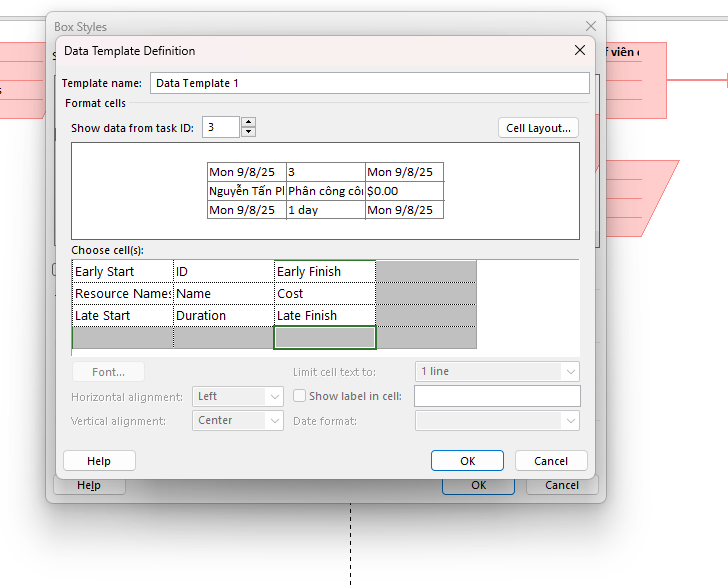 Box Styles
Data Template Definition
viên
Template name: Data Template 1
Format cells
Show data from task ID: 3
Cell Layout...
Mon 9/8/25 3 Mon 9/8/25
Nguyễn Tấn Phân công $0.00
Mon 9/8/25 1 day Mon 9/8/25
Choose cell(s):
Early Start ID Early Finish
Resource Names Name Cost
Late Start Duration Late Finish
Font... Limit cell text to: 1 line
Horizontal alignment: Left Show label in cell:
Vertical alignment: Center Date format:
Help OK Cancel
Help OK Cancel